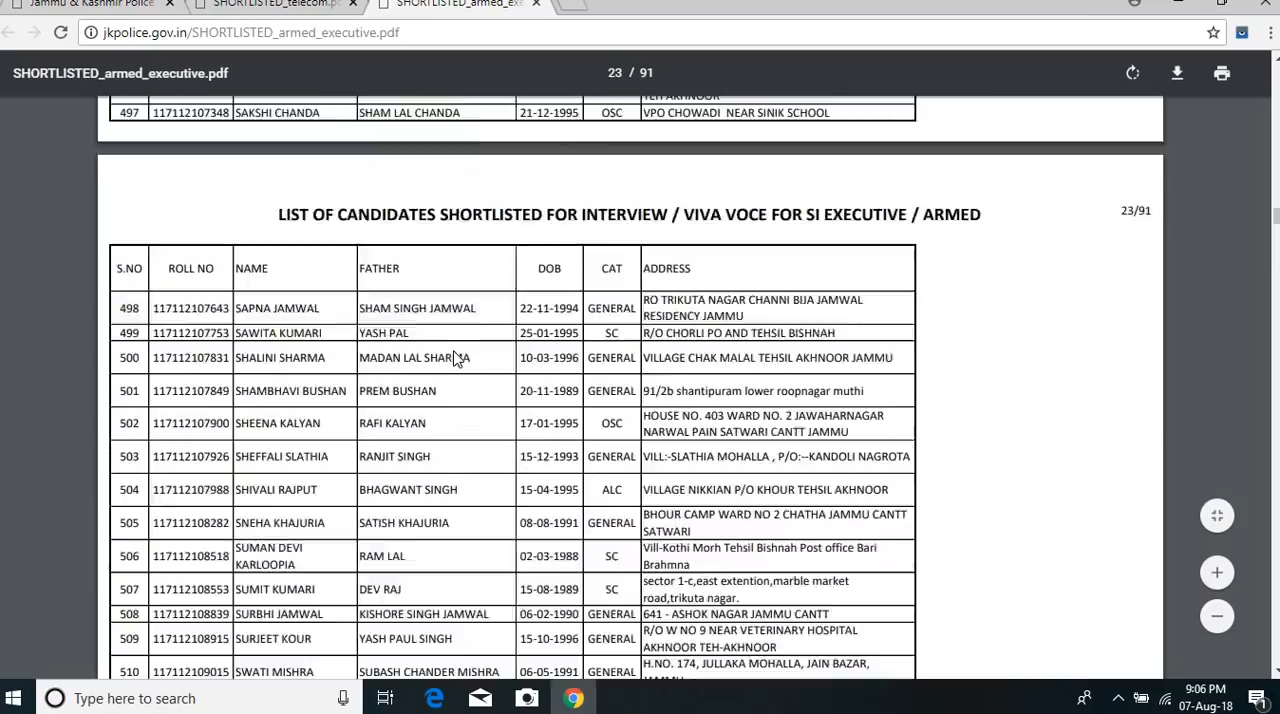 Jammu & Kashmir Police
SHORTLISTED_telecom.p
SHORTLISTED_armed_exe
jkpolice.gov.in/SHORTLISTED_armed_executive.pdf
SHORTLISTED_armed_executive.pdf
23 / 91
TEH-AKHNOOR
497 117112107348 SAKSHI CHANDA SHAM LAL CHANDA 21-12-1995 OSC VPO CHOWADI NEAR SINIK SCHOOL
LIST OF CANDIDATES SHORTLISTED FOR INTERVIEW / VIVA VOCE FOR SI EXECUTIVE / ARMED
23/91
S.NO ROLL NO NAME FATHER DOB CAT ADDRESS
498 117112107643 SAPNA JAMWAL SHAM SINGH JAMWAL 22-11-1994 GENERAL RO TRIKUTA NAGAR CHANNI BIJA JAMWAL
RESIDENCY JAMMU
499 117112107753 SAWITA KUMARI YASH PAL 25-01-1995 SC R/O CHORLI PO AND TEHSIL BISHNAH
500 117112107831 SHALINI SHARMA MADAN LAL SHARMA 10-03-1996 GENERAL VILLAGE CHAK MALAL TEHSIL AKHNOOR JAMMU
501 117112107849 SHAMBHAVI BUSHAN PREM BUSHAN 20-11-1989 GENERAL 91/2b shantipuram lower roopnagar muthi
502 117112107900 SHEENA KALYAN RAFI KALYAN 17-01-1995 OSC HOUSE NO. 403 WARD NO. 2 JAWAHARNAGAR
NARWAL PAIN SATWARI CANTT JAMMU
503 117112107926 SHEFFALI SLATHIA RANJIT SINGH 15-12-1993 GENERAL VILL:-SLATHIA MOHALLA , P/O:--KANDOLI NAGROTA
504 117112107988 SHIVALI RAJPUT BHAGWANT SINGH 15-04-1995 ALC VILLAGE NIKKIAN P/O KHOUR TEHSIL AKHNOOR
505 117112108282 SNEHA KHAJURIA SATISH KHAJURIA 08-08-1991 GENERAL BHOUR CAMP WARD NO 2 CHATHA JAMMU CANTT
SATWARI
506 117112108518 SUMAN DEVI KARLOOPIA RAM LAL 02-03-1988 SC Vill-Kothi Morh Tehsil Bishnah Post office Bari
Brahmna
507 117112108553 SUMIT KUMARI DEV RAJ 15-08-1989 SC sector 1-c,east extention,marble market
road,trikuta nagar.
508 117112108839 SURBHI JAMWAL KISHORE SINGH JAMWAL 06-02-1990 GENERAL 641 - ASHOK NAGAR JAMMU CANTT
509 117112108915 SURJEET KOUR YASH PAUL SINGH 15-10-1996 GENERAL R/O W NO 9 NEAR VETERINARY HOSPITAL
AKHNOOR TEH-AKHNOOR
510 117112109015 SWATI MISHRA SUBASH CHANDER MISHRA 06-05-1991 GENERAL H.NO. 174, JULLAKA MOHALLA, JAIN BAZAR,
JAMMU
Type here to search
9:06 PM
07-Aug-18
1